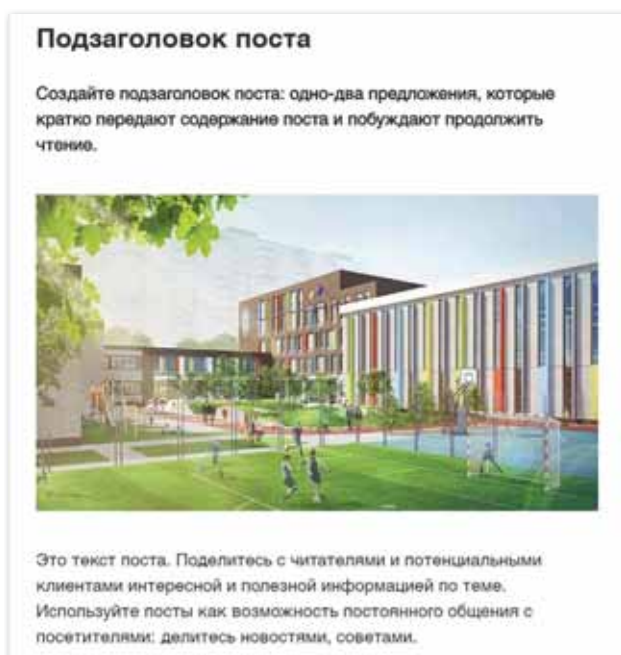 Подзаголовок поста
Создайте подзаголовок поста: одно-два предложения, которые
кратко передают содержание поста и побуждают продолжить
чтение.
Это текст поста. Поделитесь с читателями и потенциальными
клиентами интересной и полезной информацией по теме.
Используйте посты как возможность постоянного общения с
посетителями: делитесь новостями, советами.